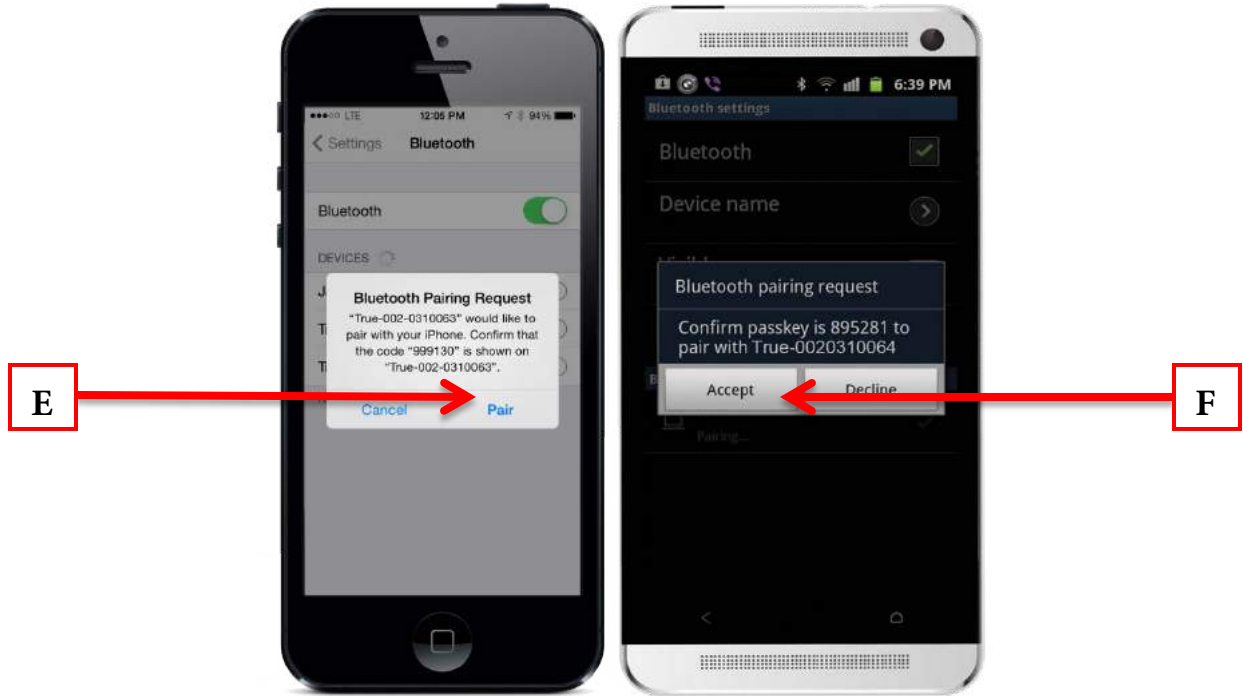 LTE 12:05 PM 94%
Settings Bluetooth
Bluetooth
DEVICES
J
Bluetooth Pairing Request
"True-002-0310063" would like to
pair with your iPhone. Confirm that
the code "999130" is shown on
"True-002-0310063".
T
T
Cancel Pair
E
6:39 PM
Bluetooth settings
Bluetooth
Device name
Bluetooth pairing request
Confirm passkey is 895281 to
pair with True-0020310064
B
Accept Decline
Pairing...
F